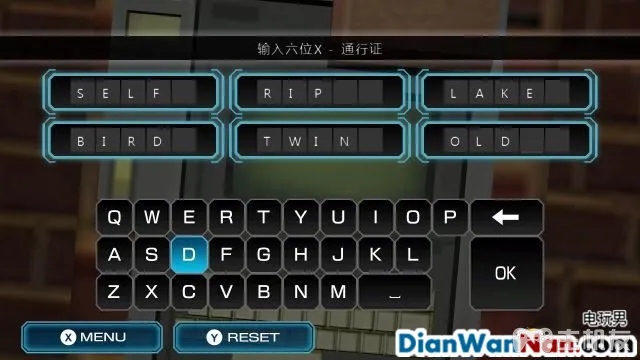 输入六位X - 通行证
SELF RIP LAKE
BIRD TWIN OLD
Q W E R T Y U I O P
A S D F G H J K L
OK
Z X C V B N M
X MENU Y RESET
电玩男
DianWanNan.com